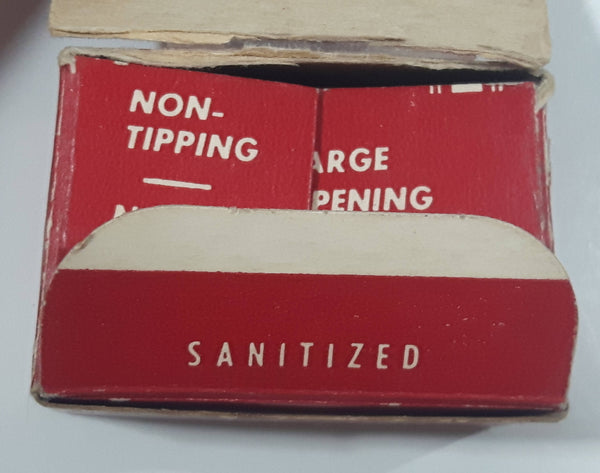 NON-
TIPPING
ARGE
PENING
SANITIZED